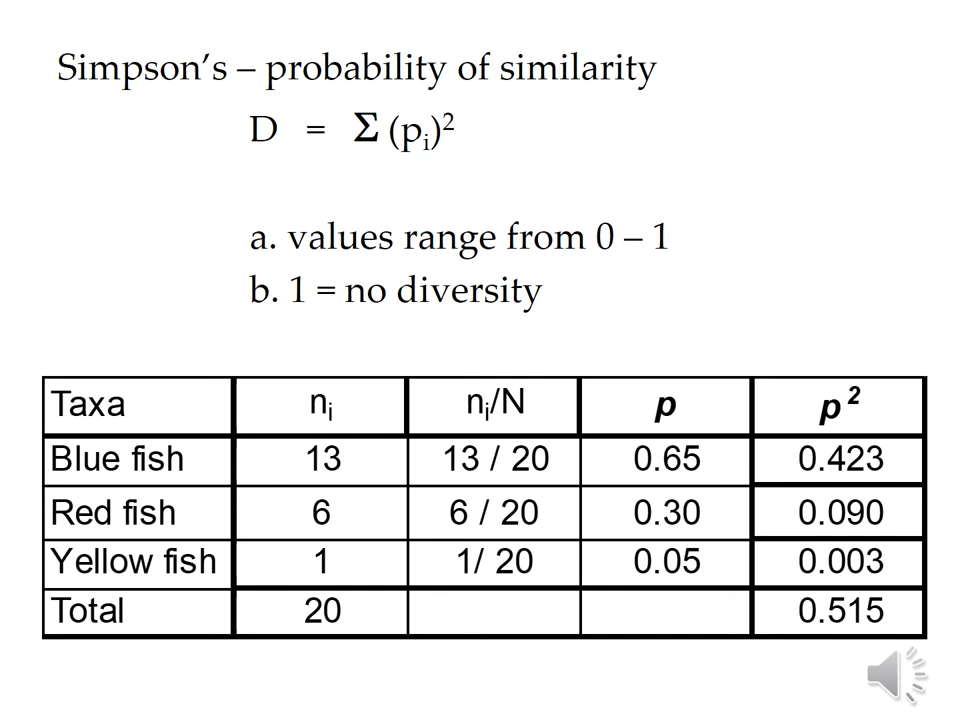 Simpson's – probability of similarity
D = Σ (pᵢ)²
a. values range from 0 – 1
b. 1 = no diversity
Taxa nᵢ nᵢ/N p p²
Blue fish 13 13 / 20 0.65 0.423
Red fish 6 6 / 20 0.30 0.090
Yellow fish 1 1/ 20 0.05 0.003
Total 20 0.515